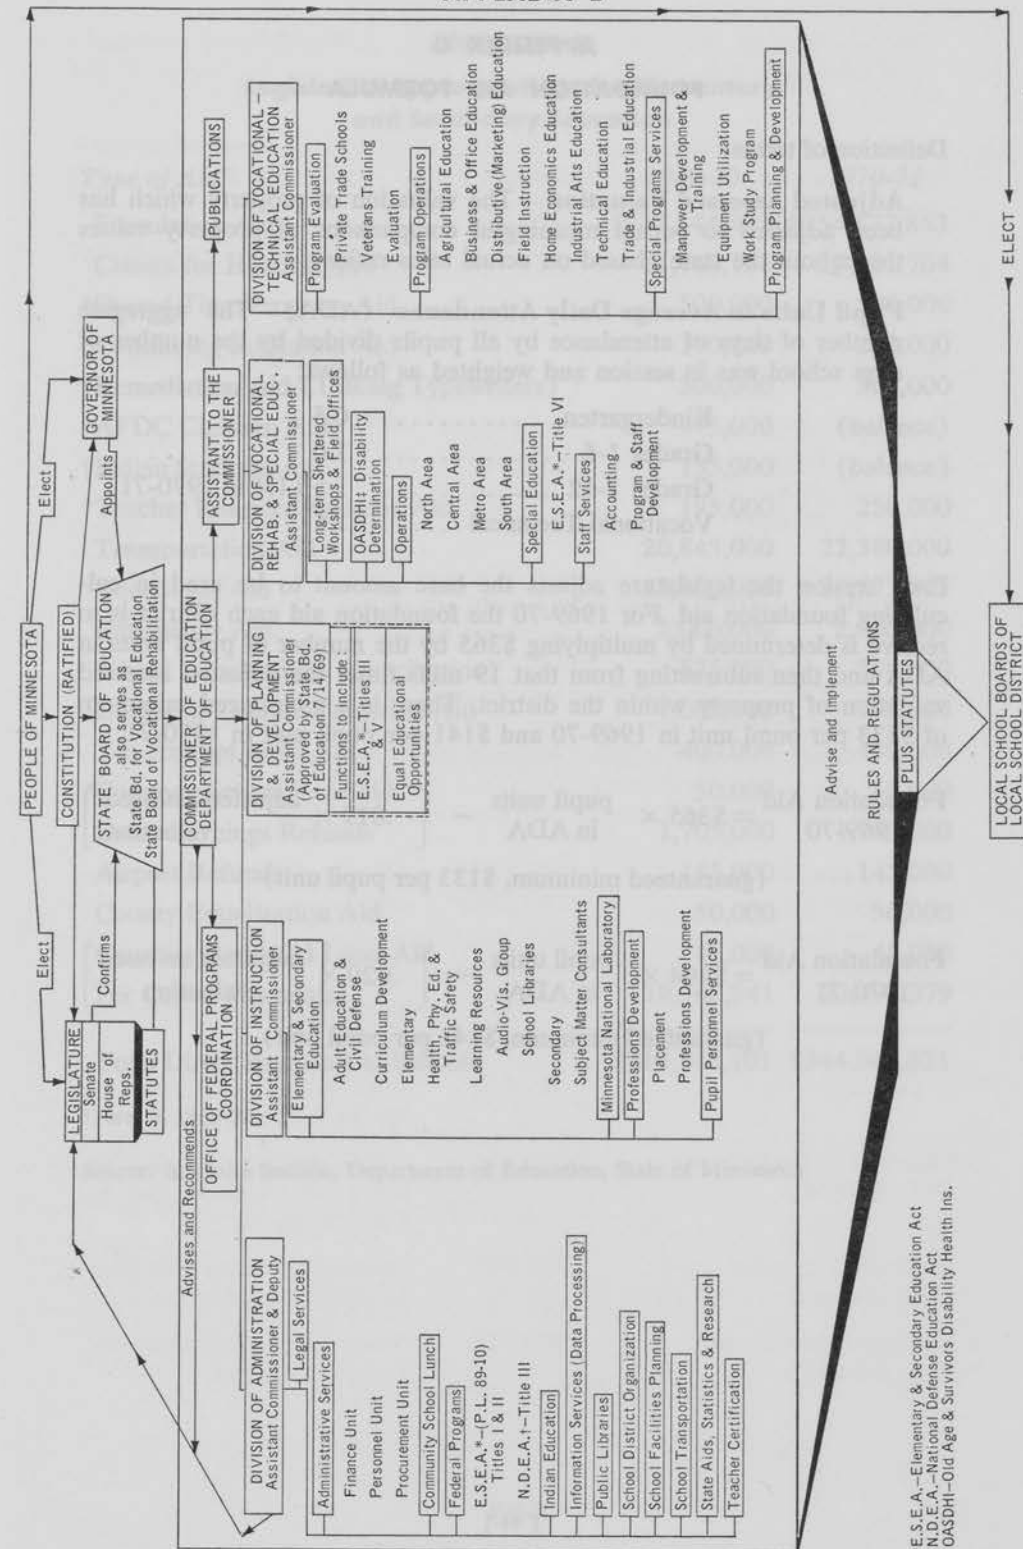 PEOPLE OF MINNESOTA
Elect
Elect
ELECT
LEGISLATURE
Senate
House of
Reps.
STATUTES
Confirms
CONSTITUTION (RATIFIED)
GOVERNOR OF
MINNESOTA
Appoints
STATE BOARD OF EDUCATION
also serves as
State Bd. for Vocational Education
State Board of Vocational Rehabilitation
COMMISSIONER OF EDUCATION
DEPARTMENT OF EDUCATION
Advises and Recommends
OFFICE OF FEDERAL PROGRAMS
COORDINATION
ASSISTANT TO THE
COMMISSIONER
PUBLICATIONS
DIVISION OF ADMINISTRATION
Assistant Commissioner & Deputy
Legal Services
Administrative Services
Finance Unit
Personnel Unit
Procurement Unit
Community School Lunch
Federal Programs
E.S.E.A.*–(P.L. 89-10)
Titles I & II
N.D.E.A.†–Title III
Indian Education
Information Services (Data Processing)
Public Libraries
School District Organization
School Facilities Planning
School Transportation
State Aids, Statistics & Research
Teacher Certification
DIVISION OF INSTRUCTION
Assistant Commissioner
Elementary & Secondary
Education
Adult Education &
Civil Defense
Curriculum Development
Elementary
Health, Phy. Ed. &
Traffic Safety
Learning Resources
Audio-Vis. Group
School Libraries
Secondary
Subject Matter Consultants
Minnesota National Laboratory
Professions Development
Placement
Professions Development
Pupil Personnel Services
DIVISION OF PLANNING
& DEVELOPMENT
Assistant Commissioner
(Approved by State Bd.
of Education 7/14/69)
Functions to include:
E.S.E.A.*–Titles III
& V
Equal Educational
Opportunities
DIVISION OF VOCATIONAL
REHAB. & SPECIAL EDUC.
Assistant Commissioner
Long-term Sheltered
Workshops & Field Offices
OASDHI‡ Disability
Determination
Operations
North Area
Central Area
Metro Area
South Area
Special Education
E.S.E.A.*–Title VI
Staff Services
Accounting
Program & Staff
Development
DIVISION OF VOCATIONAL –
TECHNICAL EDUCATION
Assistant Commissioner
Program Evaluation
Private Trade Schools
Veterans Training
Evaluation
Program Operations
Agricultural Education
Business & Office Education
Distributive (Marketing) Education
Field Instruction
Home Economics Education
Industrial Arts Education
Technical Education
Trade & Industrial Education
Special Programs Services
Manpower Development &
Training
Equipment Utilization
Work Study Program
Program Planning & Development
Advise and Implement
RULES AND REGULATIONS
PLUS STATUTES
LOCAL SCHOOL BOARDS OF
LOCAL SCHOOL DISTRICT
E.S.E.A.–Elementary & Secondary Education Act
N.D.E.A.–National Defense Education Act
OASDHI–Old Age & Survivors Disability Health Ins.